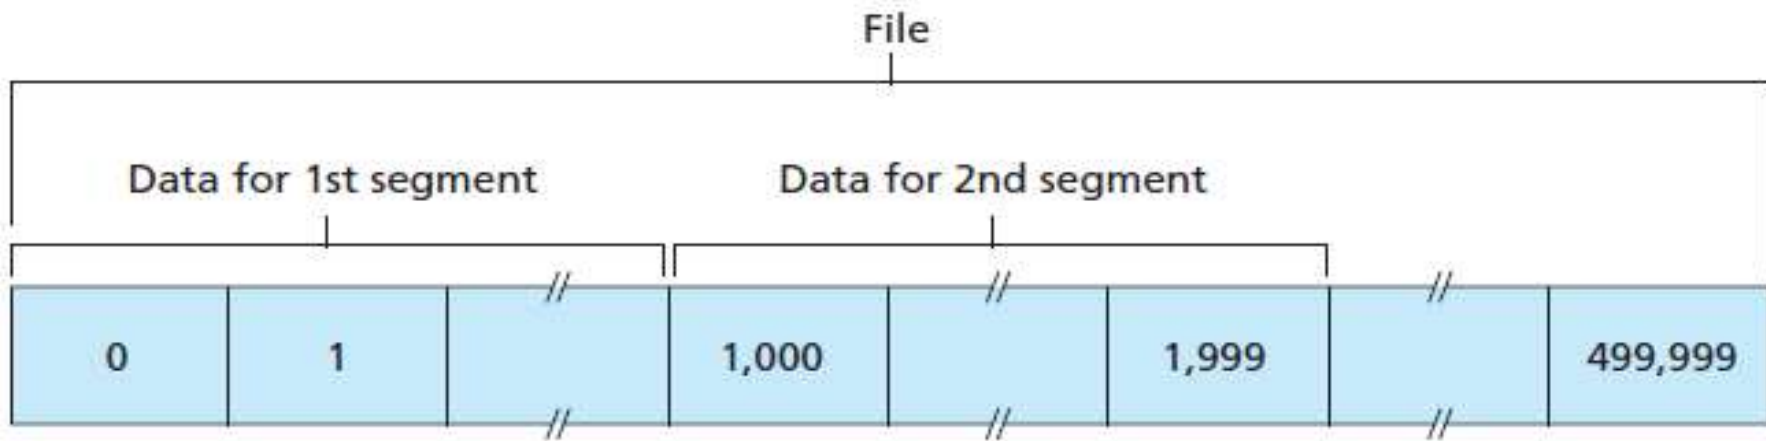 File
Data for 1st segment Data for 2nd segment
0 1 1,000 1,999 499,999